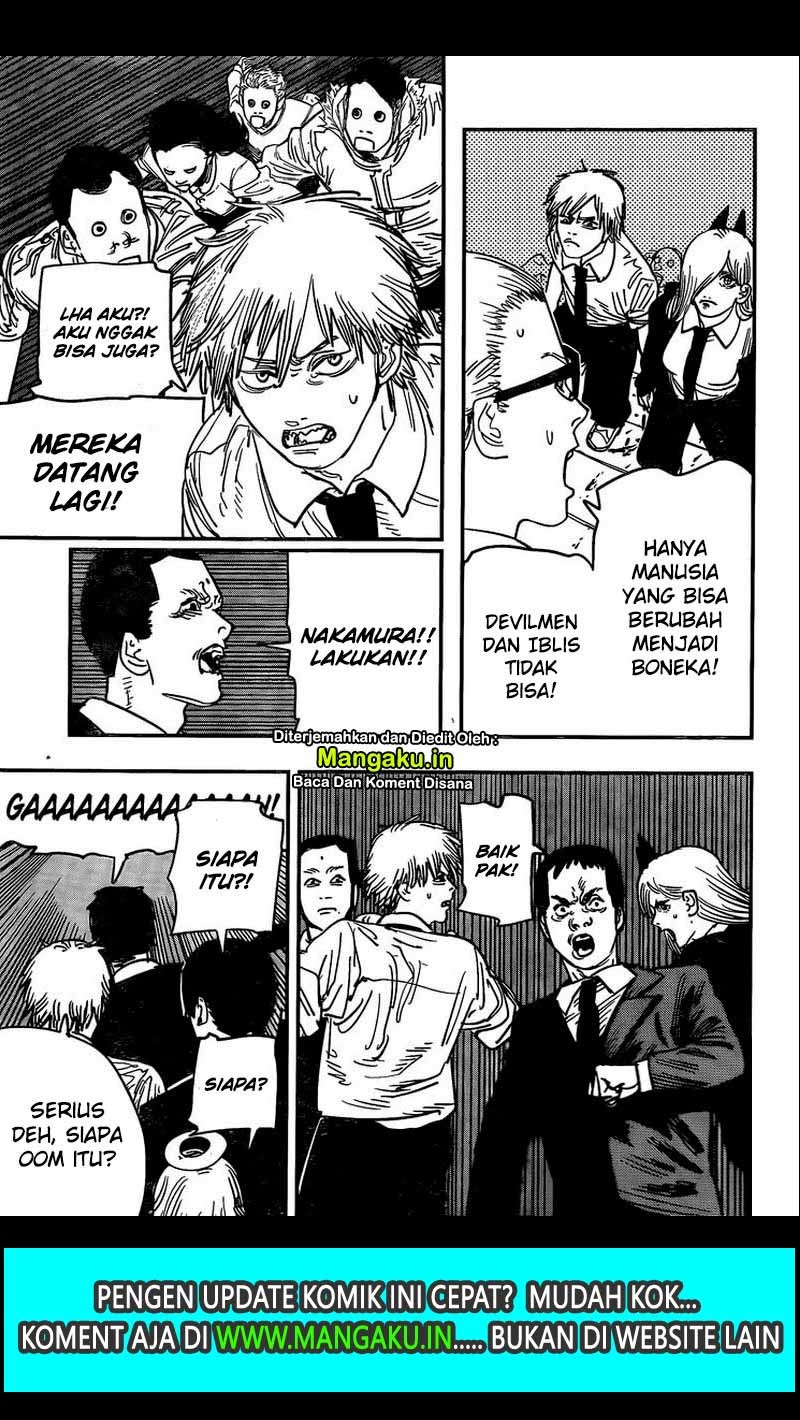 HANYA
MANUSIA
YANG BISA
BERUBAH
MENJADI
BONEKA!
DEVILMEN
DAN IBLIS
TIDAK
BISA!
LHA AKU?!
AKU NGGAK
BISA JUGA?
MEREKA
DATANG
LAGI!
NAKAMURA!!
LAKUKAN!!
Diterjemahkan dan Diedit Oleh :
Mangaku.in
Baca Dan Koment Disana
BAIK
PAK!
GAAAAAAAAAAAAAH!
SIAPA
ITU?!
SIAPA?
SERIUS
DEH, SIAPA
OOM ITU?
PENGEN UPDATE KOMIK INI CEPAT? MUDAH KOK...
KOMENT AJA DI WWW.MANGAKU.IN..... BUKAN DI WEBSITE LAIN